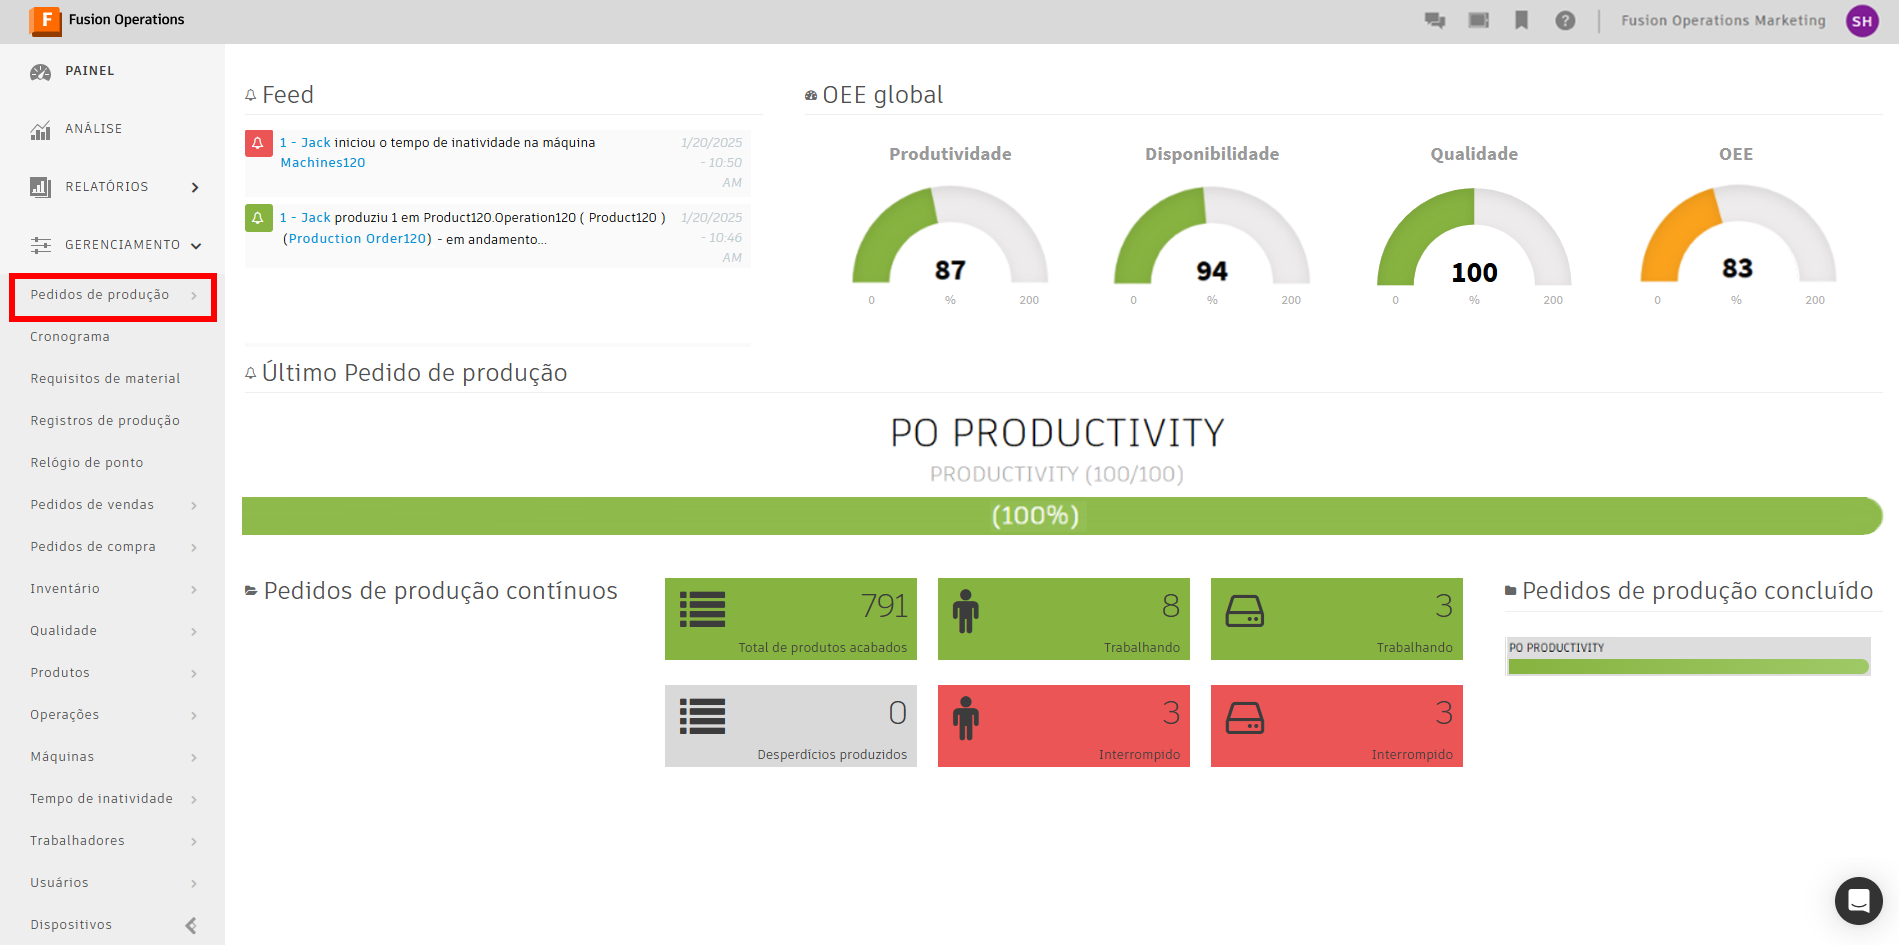 F Fusion Operations
? Fusion Operations Marketing SH
PAINEL
ANÁLISE
RELATÓRIOS
GERENCIAMENTO
Pedidos de produção
Cronograma
Requisitos de material
Registros de produção
Relógio de ponto
Pedidos de vendas
Pedidos de compra
Inventário
Qualidade
Produtos
Operações
Máquinas
Tempo de inatividade
Trabalhadores
Usuários
Dispositivos
Feed
1 - Jack iniciou o tempo de inatividade na máquina
Machines120
1/20/2025
- 10:50
AM
1 - Jack produziu 1 em Product120.Operation120 ( Product120 )
(Production Order120) - em andamento...
1/20/2025
- 10:46
AM
OEE global
Produtividade
87
0 % 200
Disponibilidade
94
0 % 200
Qualidade
100
0 % 200
OEE
83
0 % 200
Último Pedido de produção
PO PRODUCTIVITY
PRODUCTIVITY (100/100)
(100%)
Pedidos de produção contínuos
791
Total de produtos acabados
8
Trabalhando
3
Trabalhando
0
Desperdícios produzidos
3
Interrompido
3
Interrompido
Pedidos de produção concluído
PO PRODUCTIVITY